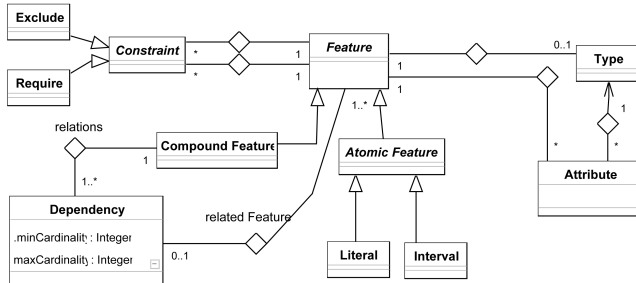 Exclude
Constraint
Feature
Type
Require
*
*
1
1
1
1
0..1
1
1..*
relations
Compound Feature
1
Atomic Feature
*
*
Attribute
1..*
Dependency
related Feature
.minCardinality : Integer
maxCardinality : Integer
0..1
Literal
Interval